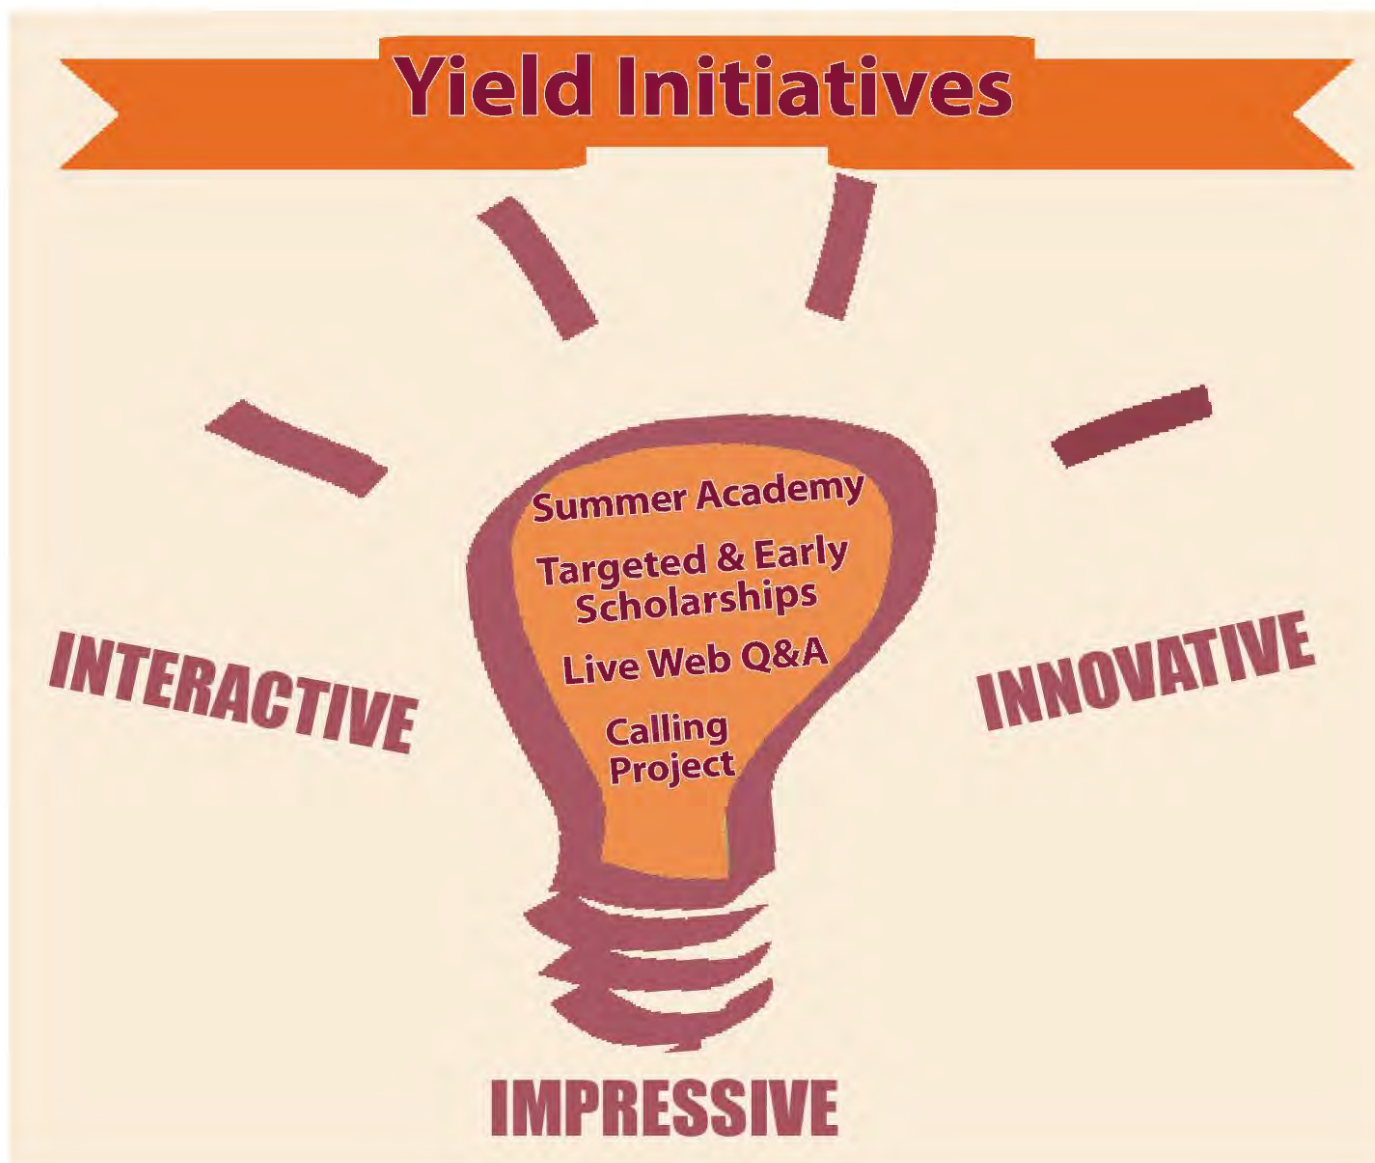 Yield Initiatives
Summer Academy
Targeted & Early
Scholarships
Live Web Q&A
Calling
Project
INTERACTIVE
INNOVATIVE
IMPRESSIVE